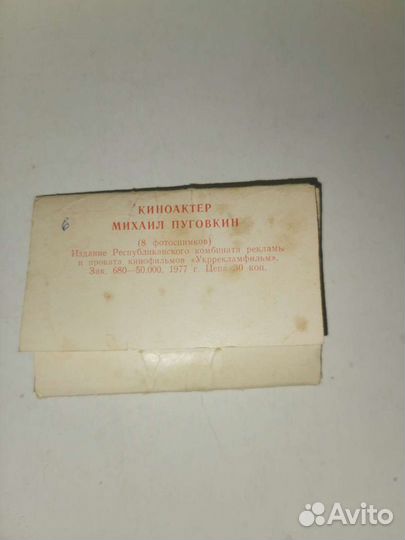 КИНОАКТЕР
МИХАИЛ ПУГОВКИН
(8 фотоснимков)
Издание Республиканского комбината рекламы
и проката кинофильмов «Укррекламфильм».
Зак. 680—50.000, 1977 г. Цена 30 коп.
6
Avito